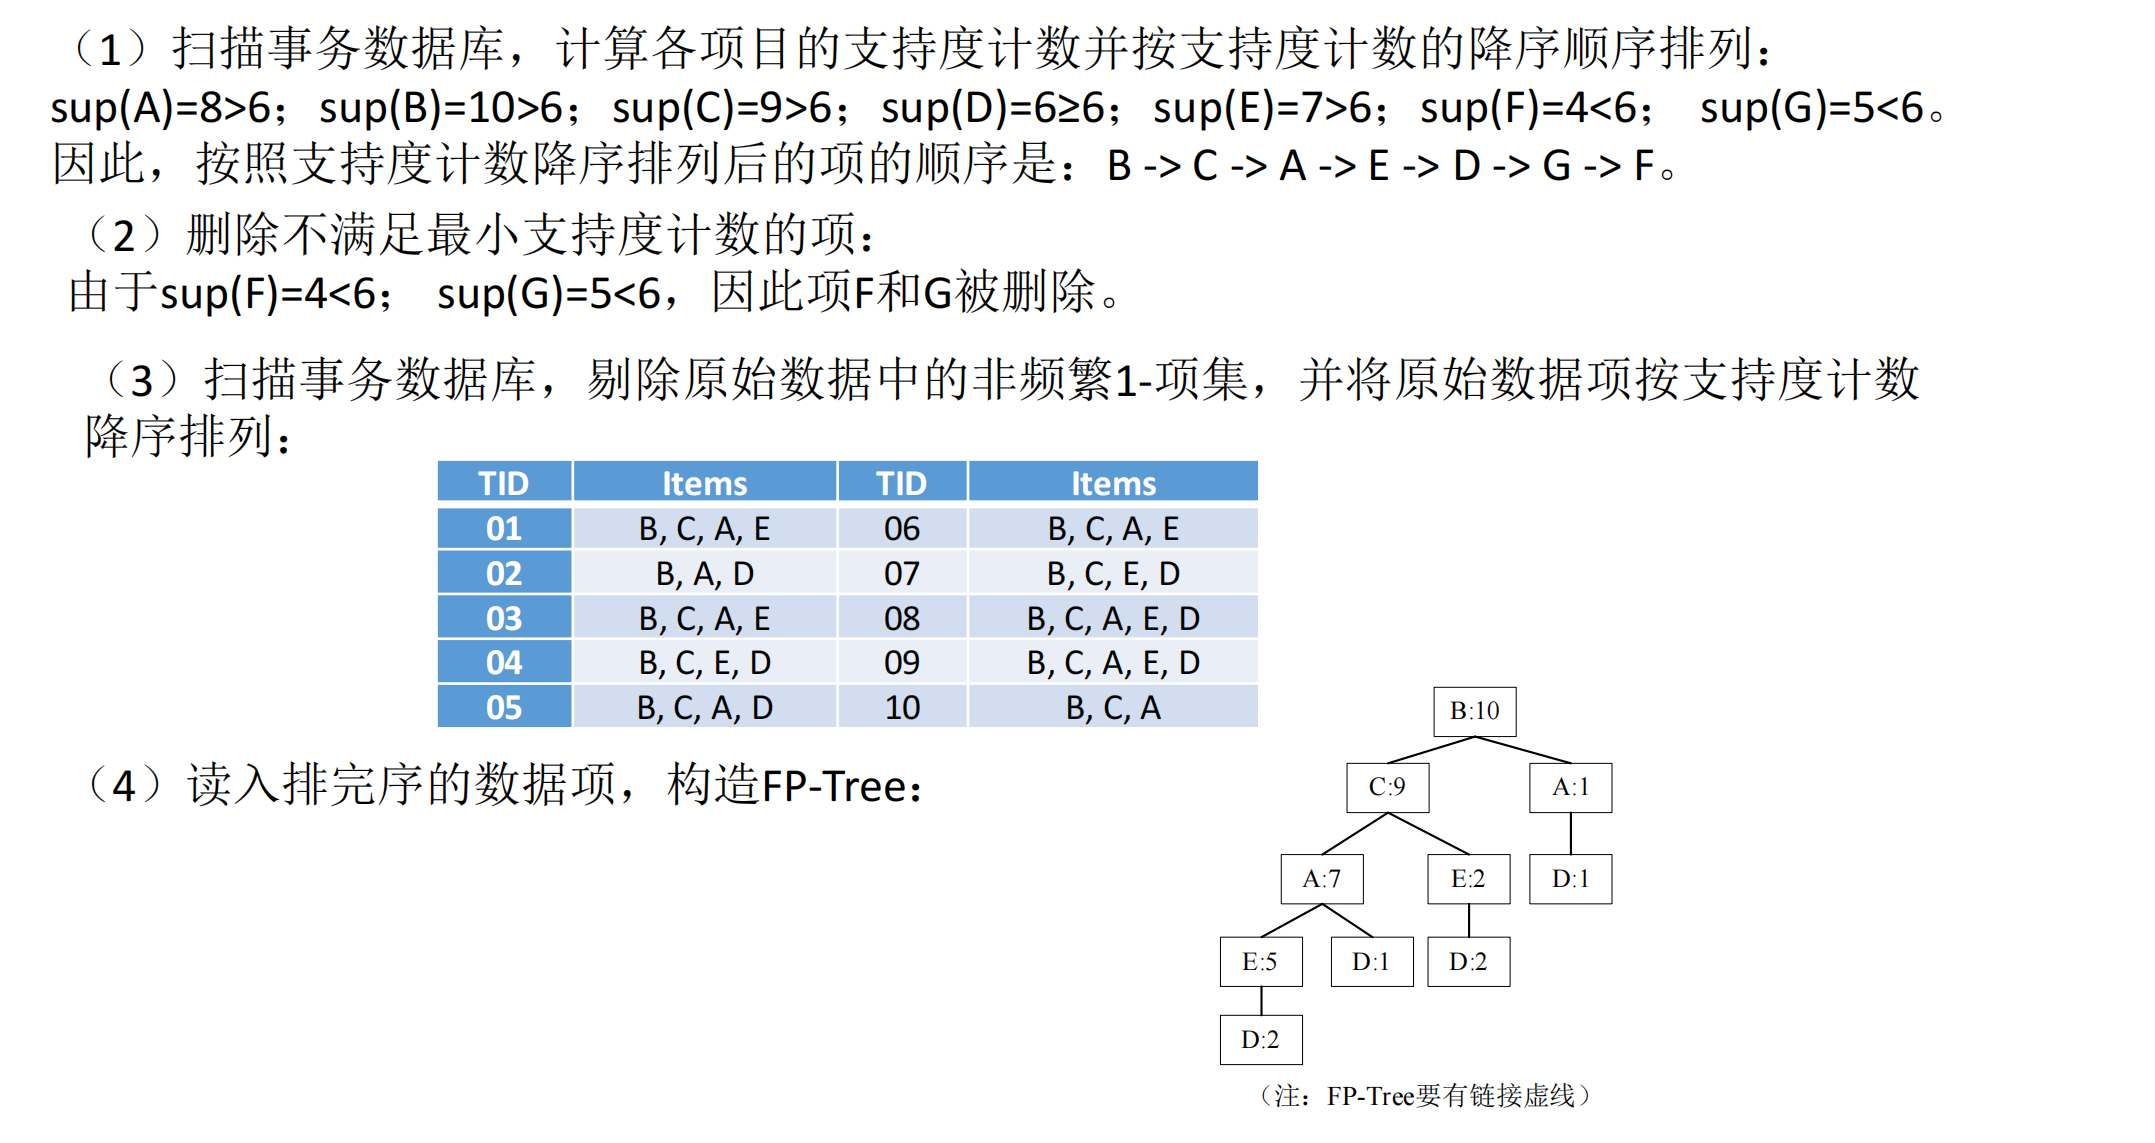 （1）扫描事务数据库，计算各项目的支持度计数并按支持度计数的降序顺序排列：
sup(A)=8>6； sup(B)=10>6； sup(C)=9>6； sup(D)=6≥6； sup(E)=7>6； sup(F)=4<6； sup(G)=5<6。
因此，按照支持度计数降序排列后的项的顺序是：B -> C -> A -> E -> D -> G -> F。
（2）删除不满足最小支持度计数的项：
由于sup(F)=4<6； sup(G)=5<6，因此项F和G被删除。
（3）扫描事务数据库，剔除原始数据中的非频繁1-项集，并将原始数据项按支持度计数
降序排列：
TID Items TID Items
01 B, C, A, E 06 B, C, A, E
02 B, A, D 07 B, C, E, D
03 B, C, A, E 08 B, C, A, E, D
04 B, C, E, D 09 B, C, A, E, D
05 B, C, A, D 10 B, C, A
（4）读入排完序的数据项，构造FP-Tree：
B:10
C:9 A:1
A:7 E:2 D:1
E:5 D:1 D:2
D:2
（注：FP-Tree要有链接虚线）